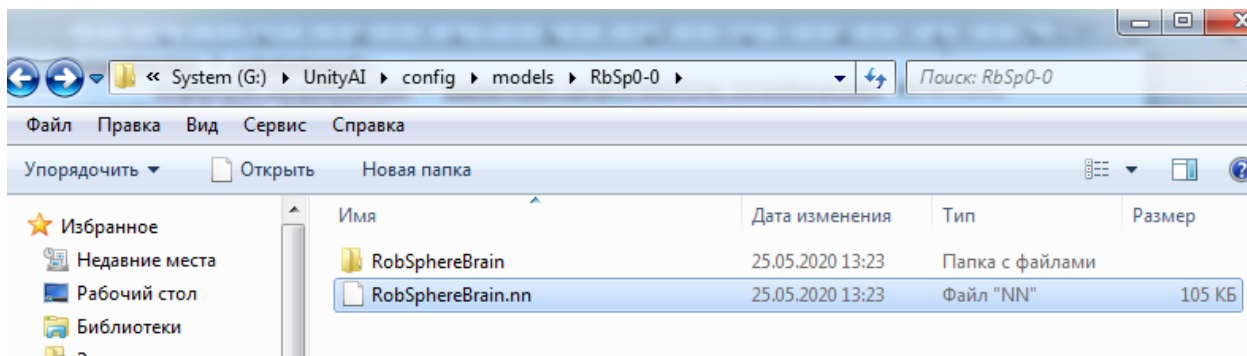 « System (G:) ▸ UnityAI ▸ config ▸ models ▸ RbSp0-0 ▸ Поиск: RbSp0-0
Файл Правка Вид Сервис Справка
Упорядочить Открыть Новая папка
Имя Дата изменения Тип Размер
Избранное
Недавние места
Рабочий стол
Библиотеки
RobSphereBrain 25.05.2020 13:23 Папка с файлами
RobSphereBrain.nn 25.05.2020 13:23 Файл "NN" 105 КБ